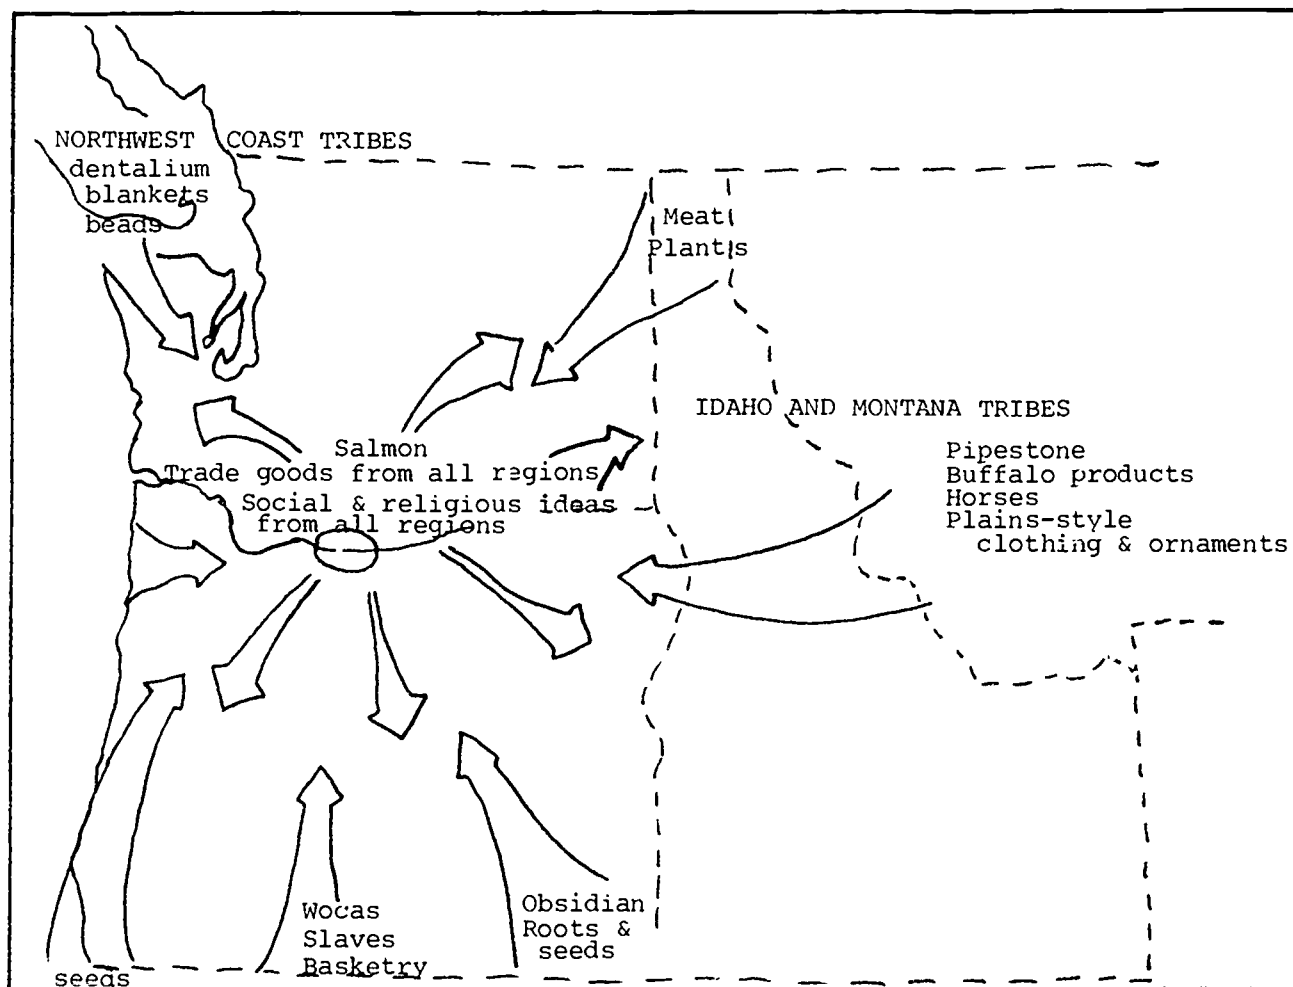 NORTHWEST COAST TRIBES
dentalium
blankets
beads
Meat
Plants
IDAHO AND MONTANA TRIBES
Pipestone
Buffalo products
Horses
Plains-style
clothing & ornaments
Salmon
Trade goods from all regions
Social & religious ideas
from all regions
Wocas
Slaves
Basketry
Obsidian
Roots &
seeds
seeds